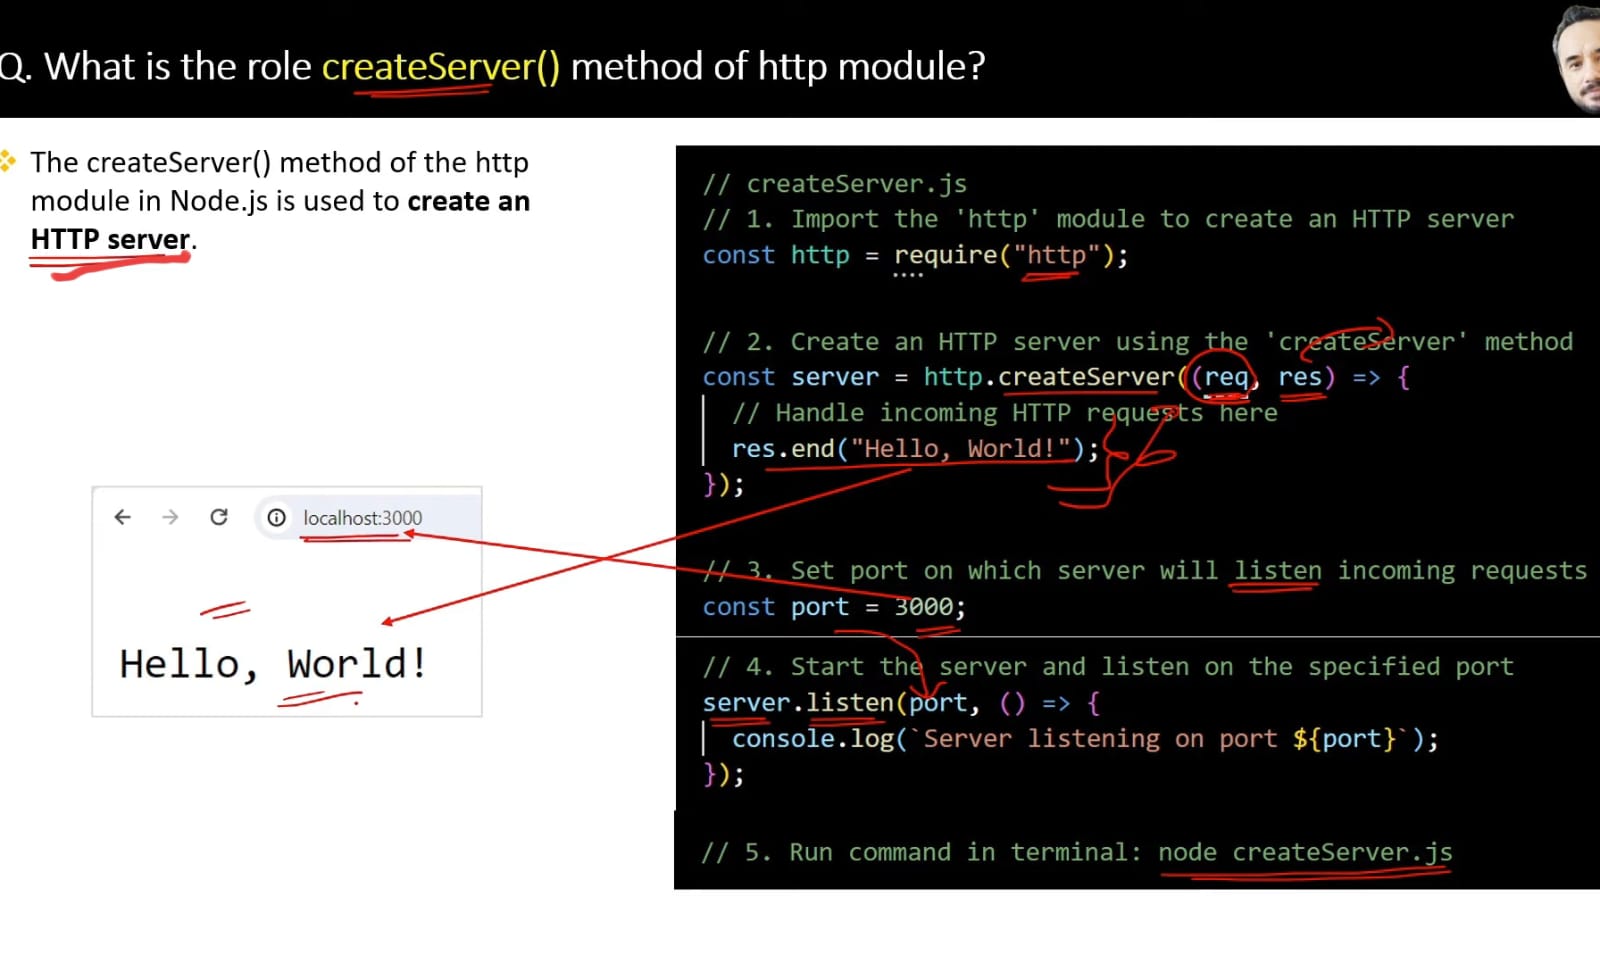 Q. What is the role createServer() method of http module?
The createServer() method of the http
module in Node.js is used to create an
HTTP server.
localhost:3000
Hello, World!
// createServer.js
// 1. Import the 'http' module to create an HTTP server
const http = require("http");
// 2. Create an HTTP server using the 'createServer' method
const server = http.createServer((req, res) => {
// Handle incoming HTTP requests here
res.end("Hello, World!");
});
// 3. Set port on which server will listen incoming requests
const port = 3000;
// 4. Start the server and listen on the specified port
server.listen(port, () => {
console.log(`Server listening on port ${port}`);
});
// 5. Run command in terminal: node createServer.js